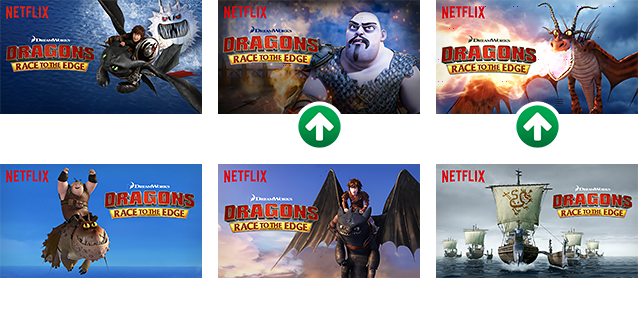 NETFLIX
DREAMWORKS
DRAGONS
RACE TO THE EDGE
NETFLIX
DREAMWORKS
DRAGONS
RACE TO THE EDGE
NETFLIX
DREAMWORKS
DRAGONS
RACE TO THE EDGE
NETFLIX
DREAMWORKS
DRAGONS
RACE TO THE EDGE
NETFLIX
DREAMWORKS
DRAGONS
RACE TO THE EDGE
NETFLIX
DREAMWORKS
DRAGONS
RACE TO THE EDGE